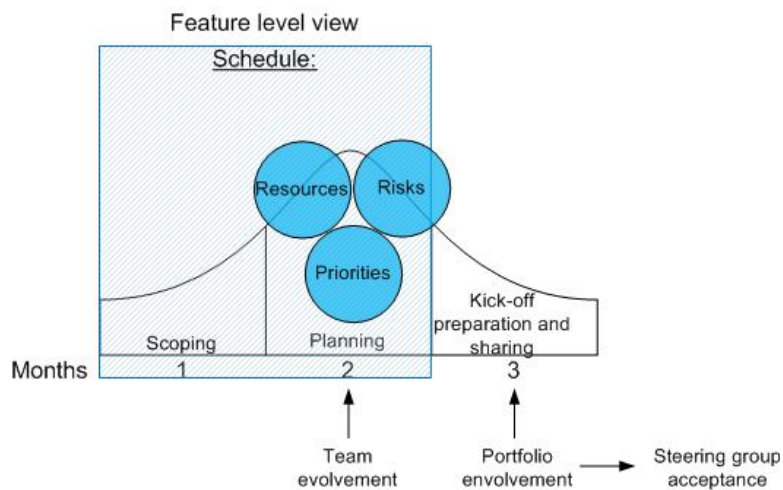 Feature level view
Schedule:
Resources
Risks
Priorities
Scoping
Planning
Kick-off
preparation and
sharing
Months
1
2
3
Team
evolvement
Portfolio
envolvement
Steering group
acceptance